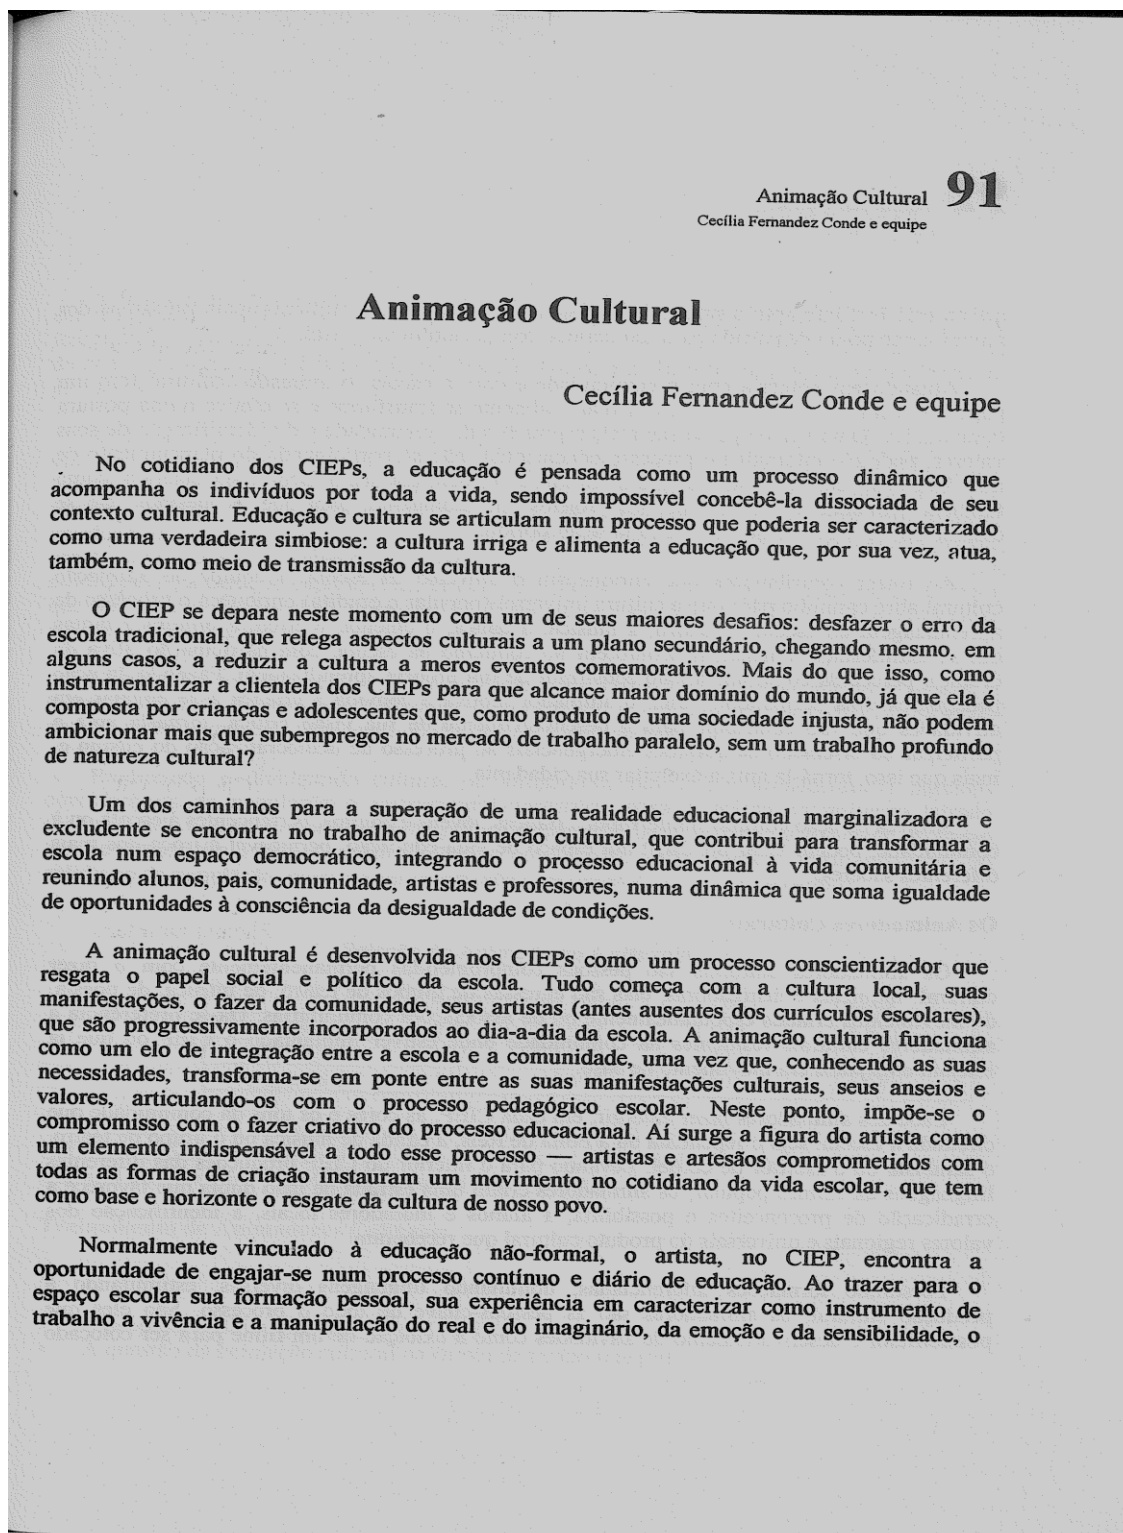 Animação Cultural 91
Cecília Fernandez Conde e equipe
Animação Cultural
Cecília Fernandez Conde e equipe
No cotidiano dos CIEPs, a educação é pensada como um processo dinâmico que
acompanha os indivíduos por toda a vida, sendo impossível concebê-la dissociada de seu
contexto cultural. Educação e cultura se articulam num processo que poderia ser caracterizado
como uma verdadeira simbiose: a cultura irriga e alimenta a educação que, por sua vez, atua,
também, como meio de transmissão da cultura.
O CIEP se depara neste momento com um de seus maiores desafios: desfazer o erro da
escola tradicional, que relega aspectos culturais a um plano secundário, chegando mesmo, em
alguns casos, a reduzir a cultura a meros eventos comemorativos. Mais do que isso, como
instrumentalizar a clientela dos CIEPs para que alcance maior domínio do mundo, já que ela é
composta por crianças e adolescentes que, como produto de uma sociedade injusta, não podem
ambicionar mais que subempregos no mercado de trabalho paralelo, sem um trabalho profundo
de natureza cultural?
Um dos caminhos para a superação de uma realidade educacional marginalizadora e
excludente se encontra no trabalho de animação cultural, que contribui para transformar a
escola num espaço democrático, integrando o processo educacional à vida comunitária e
reunindo alunos, pais, comunidade, artistas e professores, numa dinâmica que soma igualdade
de oportunidades à consciência da desigualdade de condições.
A animação cultural é desenvolvida nos CIEPs como um processo conscientizador que
resgata o papel social e político da escola. Tudo começa com a cultura local, suas
manifestações, o fazer da comunidade, seus artistas (antes ausentes dos currículos escolares),
que são progressivamente incorporados ao dia-a-dia da escola. A animação cultural funciona
como um elo de integração entre a escola e a comunidade, uma vez que, conhecendo as suas
necessidades, transforma-se em ponte entre as suas manifestações culturais, seus anseios e
valores, articulando-os com o processo pedagógico escolar. Neste ponto, impõe-se o
compromisso com o fazer criativo do processo educacional. Aí surge a figura do artista como
um elemento indispensável a todo esse processo — artistas e artesãos comprometidos com
todas as formas de criação instauram um movimento no cotidiano da vida escolar, que tem
como base e horizonte o resgate da cultura de nosso povo.
Normalmente vinculado à educação não-formal, o artista, no CIEP, encontra a
oportunidade de engajar-se num processo contínuo e diário de educação. Ao trazer para o
espaço escolar sua formação pessoal, sua experiência em caracterizar como instrumento de
trabalho a vivência e a manipulação do real e do imaginário, da emoção e da sensibilidade, o